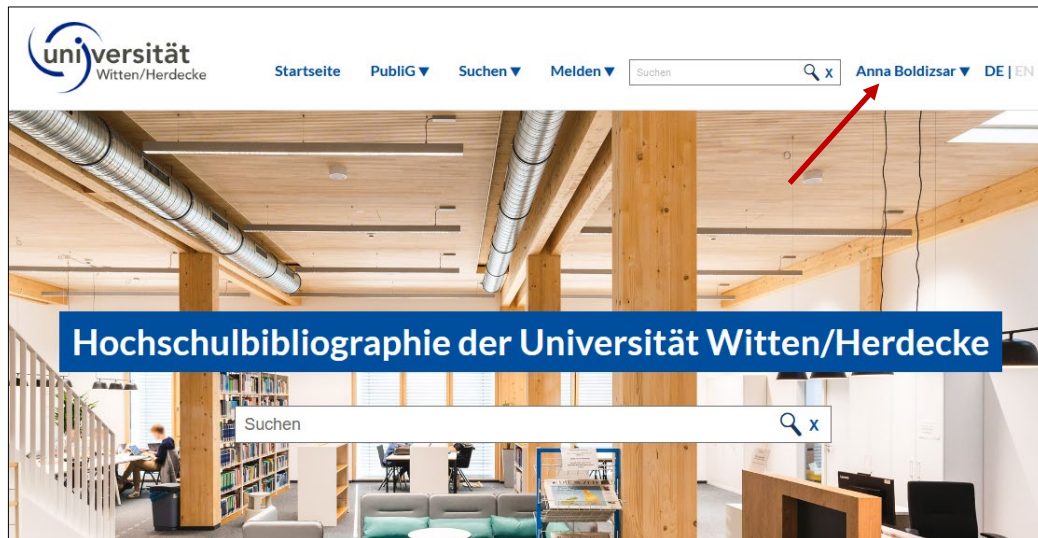 universität
Witten/Herdecke
Startseite PubliG ▼ Suchen ▼ Melden ▼ Suchen x Anna Boldizsar ▼ DE | EN
Hochschulbibliographie der Universität Witten/Herdecke
Suchen x